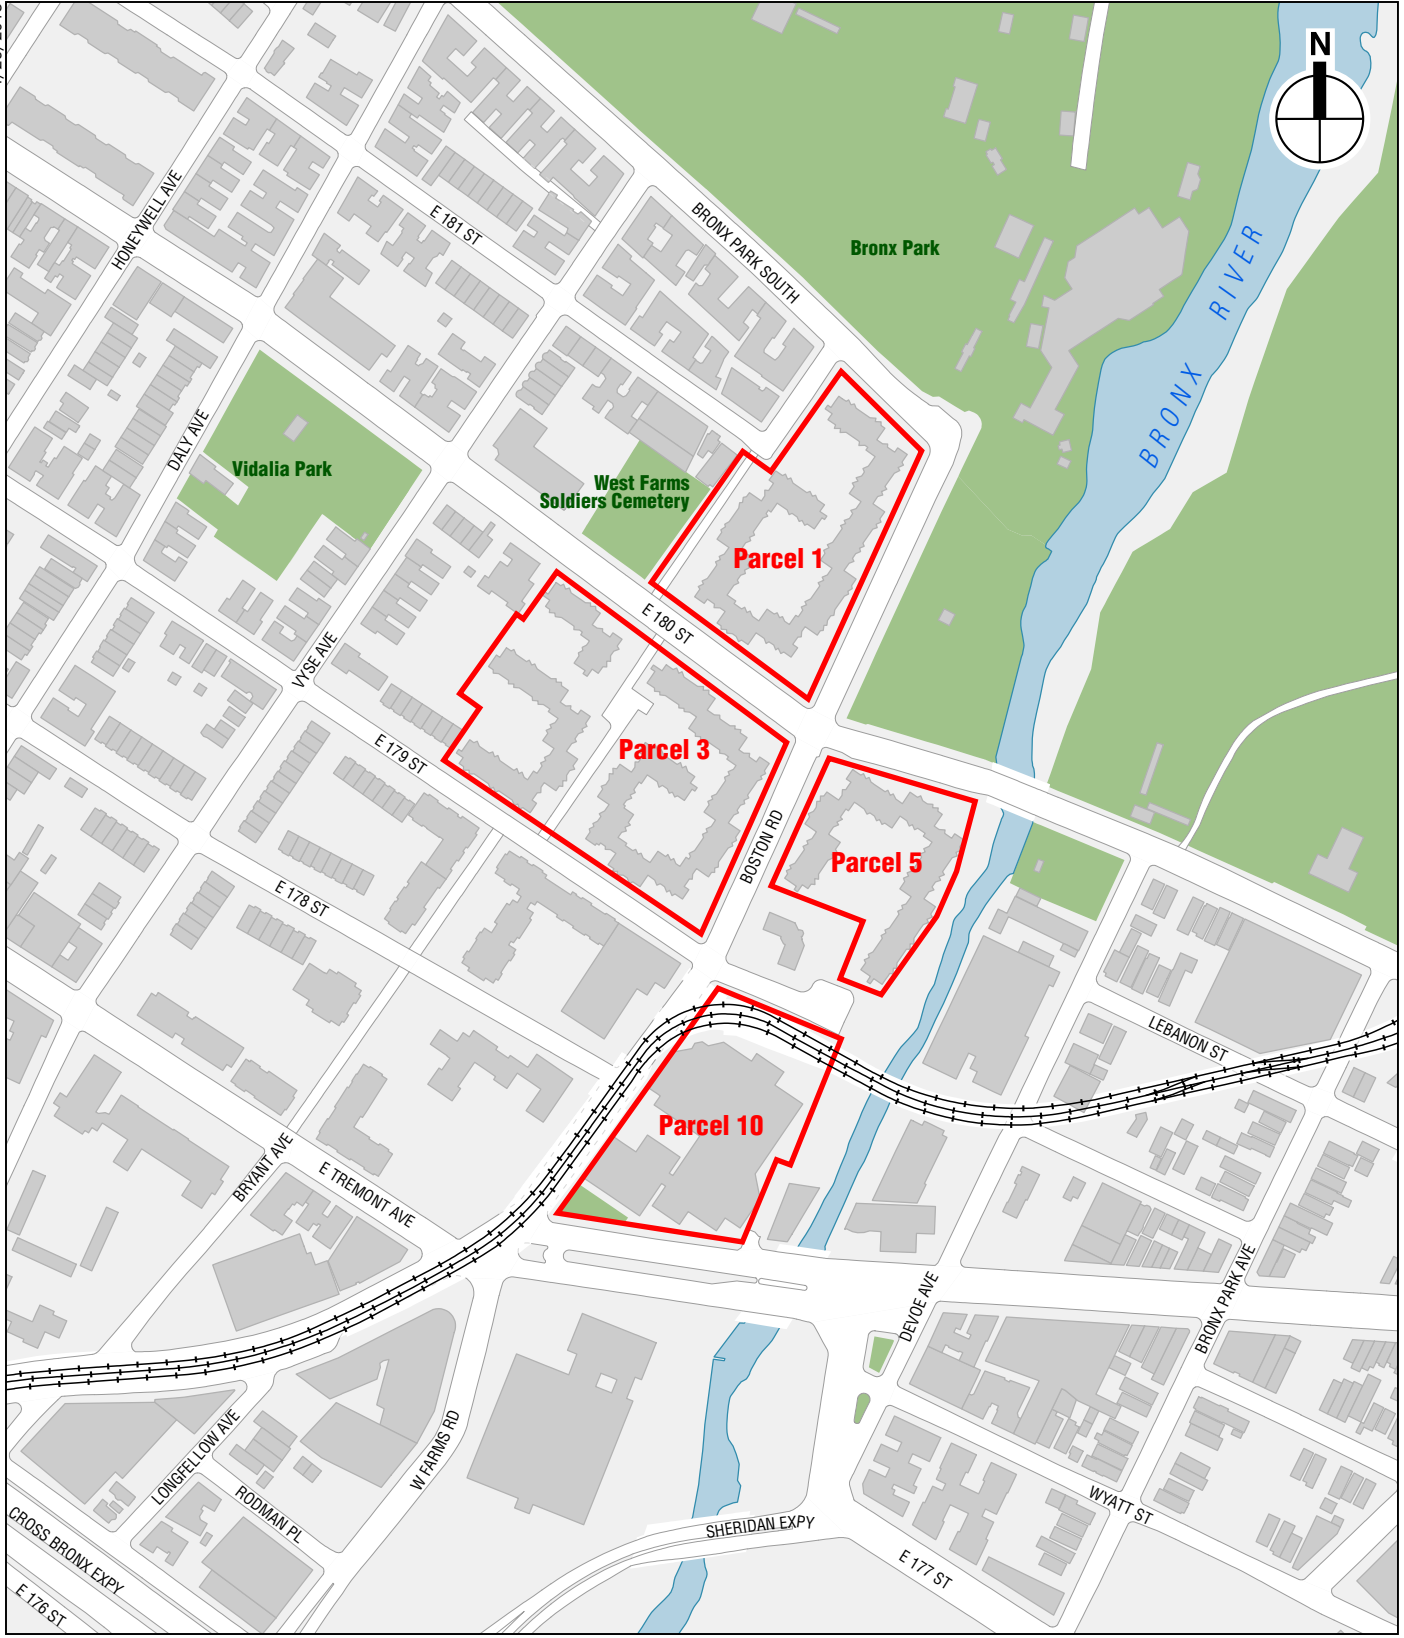 N
HONEYWELL AVE
E 181 ST
BRONX PARK SOUTH
Bronx Park
BRONX RIVER
DALY AVE
Vidalia Park
West Farms
Soldiers Cemetery
Parcel 1
E 180 ST
VYSE AVE
E 179 ST
Parcel 3
BOSTON RD
Parcel 5
E 178 ST
LEBANON ST
Parcel 10
BRYANT AVE
E TREMONT AVE
DEVOE AVE
BRONX PARK AVE
LONGFELLOW AVE
W FARMS RD
RODMAN PL
CROSS BRONX EXPY
E 176 ST
SHERIDAN EXPY
WYATT ST
E 177 ST